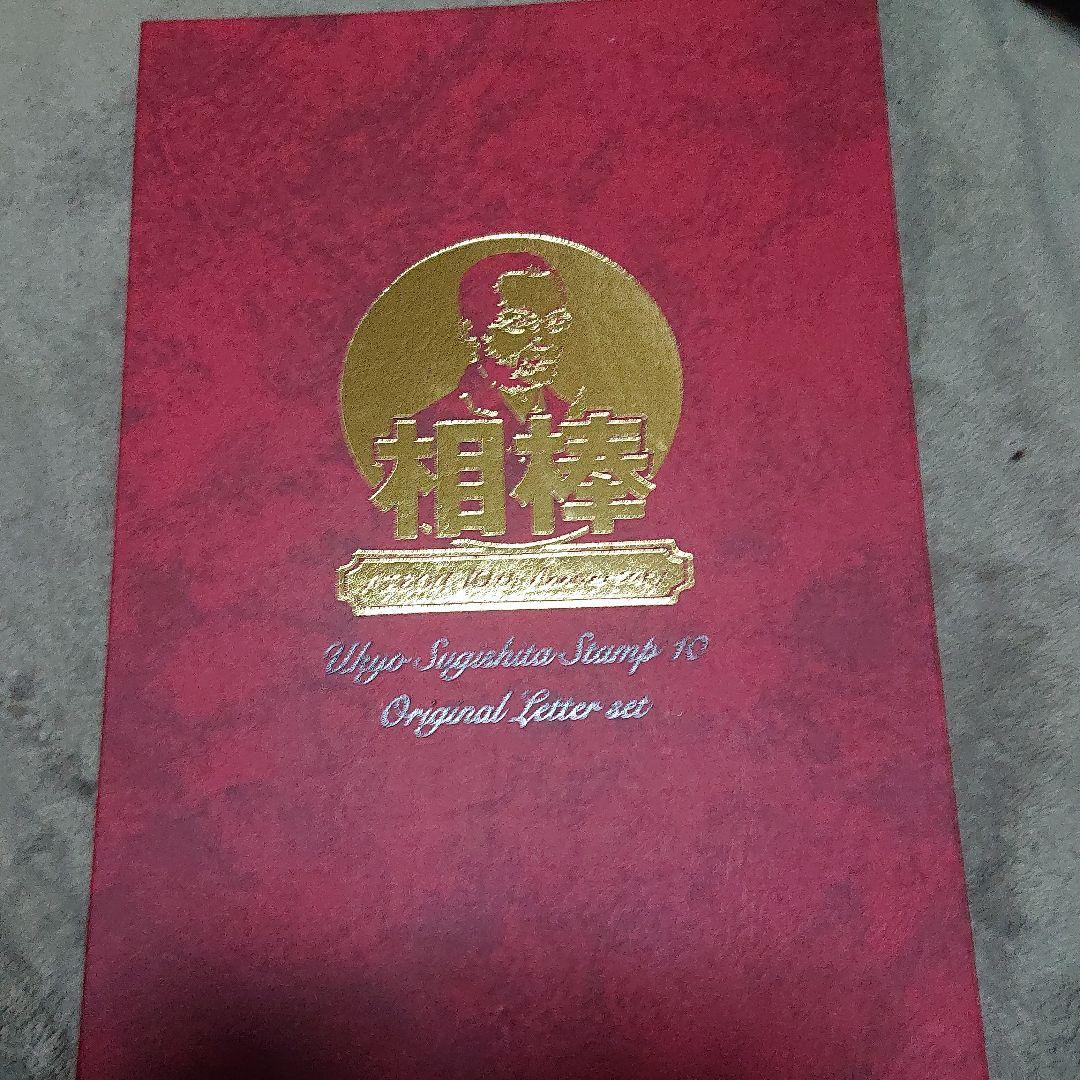 相棒
Ukyo Sugishita Stamp 10
Original Letter set